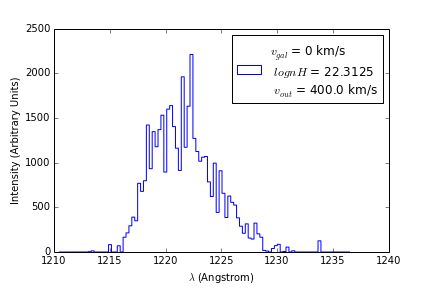 2500
2000
1500
1000
500
0
Intensity (Arbitrary Units)
v_gal = 0 km/s
lognH = 22.3125
v_out = 400.0 km/s
1210 1215 1220 1225 1230 1235 1240
λ (Angstrom)